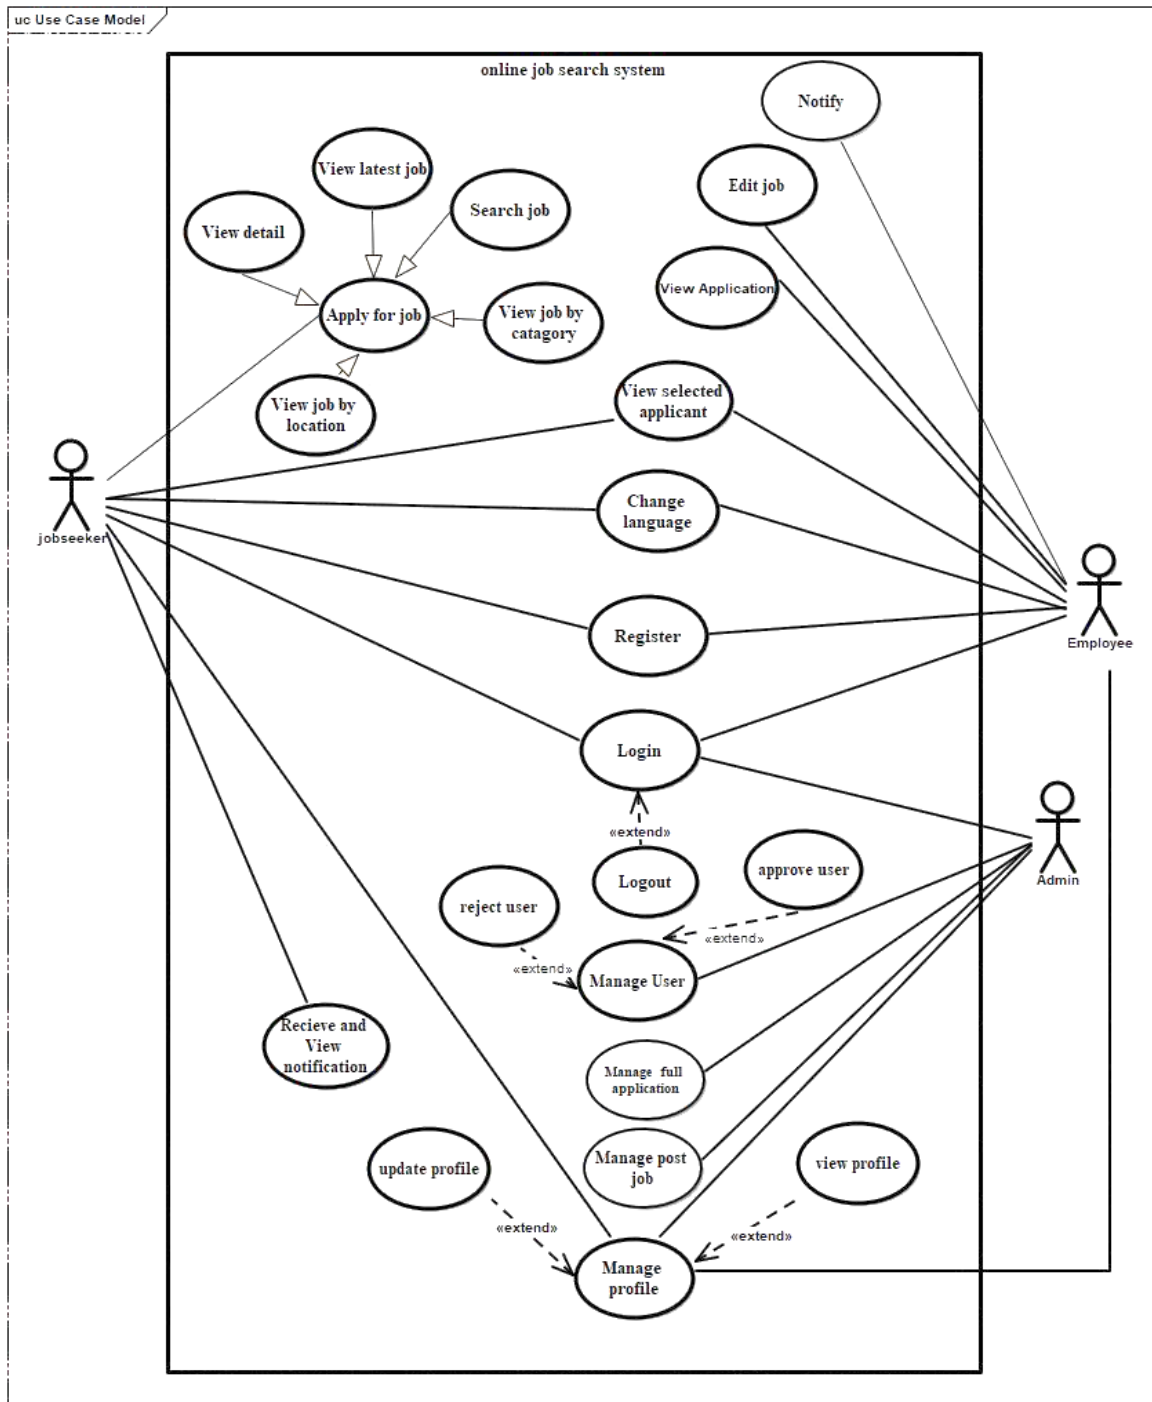 uc Use Case Model
online job search system
Notify
View latest job
Edit job
Search job
View detail
View Application
Apply for job
View job by
catagory
View job by
location
View selected
applicant
Change
language
jobseeker
Register
Employee
Login
«extend»
Logout
approve user
Admin
reject user
«extend»
«extend»
Manage User
Recieve and
View
notification
Manage full
application
Manage post
job
update profile
view profile
«extend»
«extend»
Manage
profile